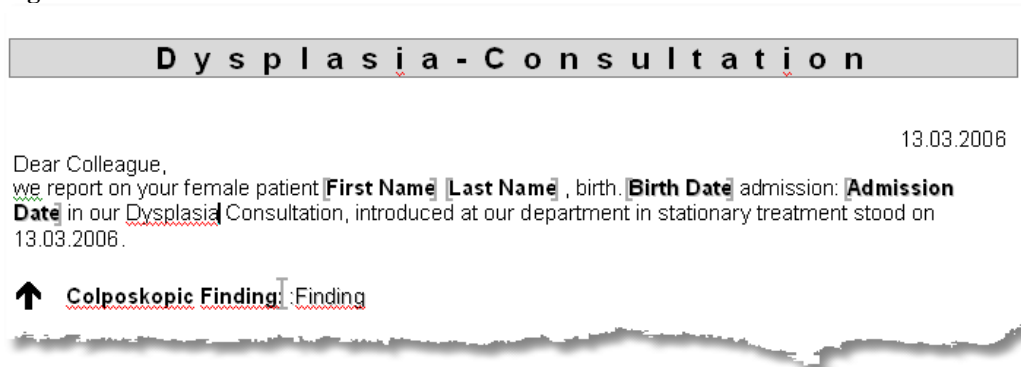 Dysplasia-Consultation
13.03.2006
Dear Colleague,
we report on your female patient [First Name] [Last Name] , birth. [Birth Date] admission: [Admission
Date] in our Dysplasia Consultation, introduced at our department in stationary treatment stood on
13.03.2006.
Colposkopic Finding: :Finding